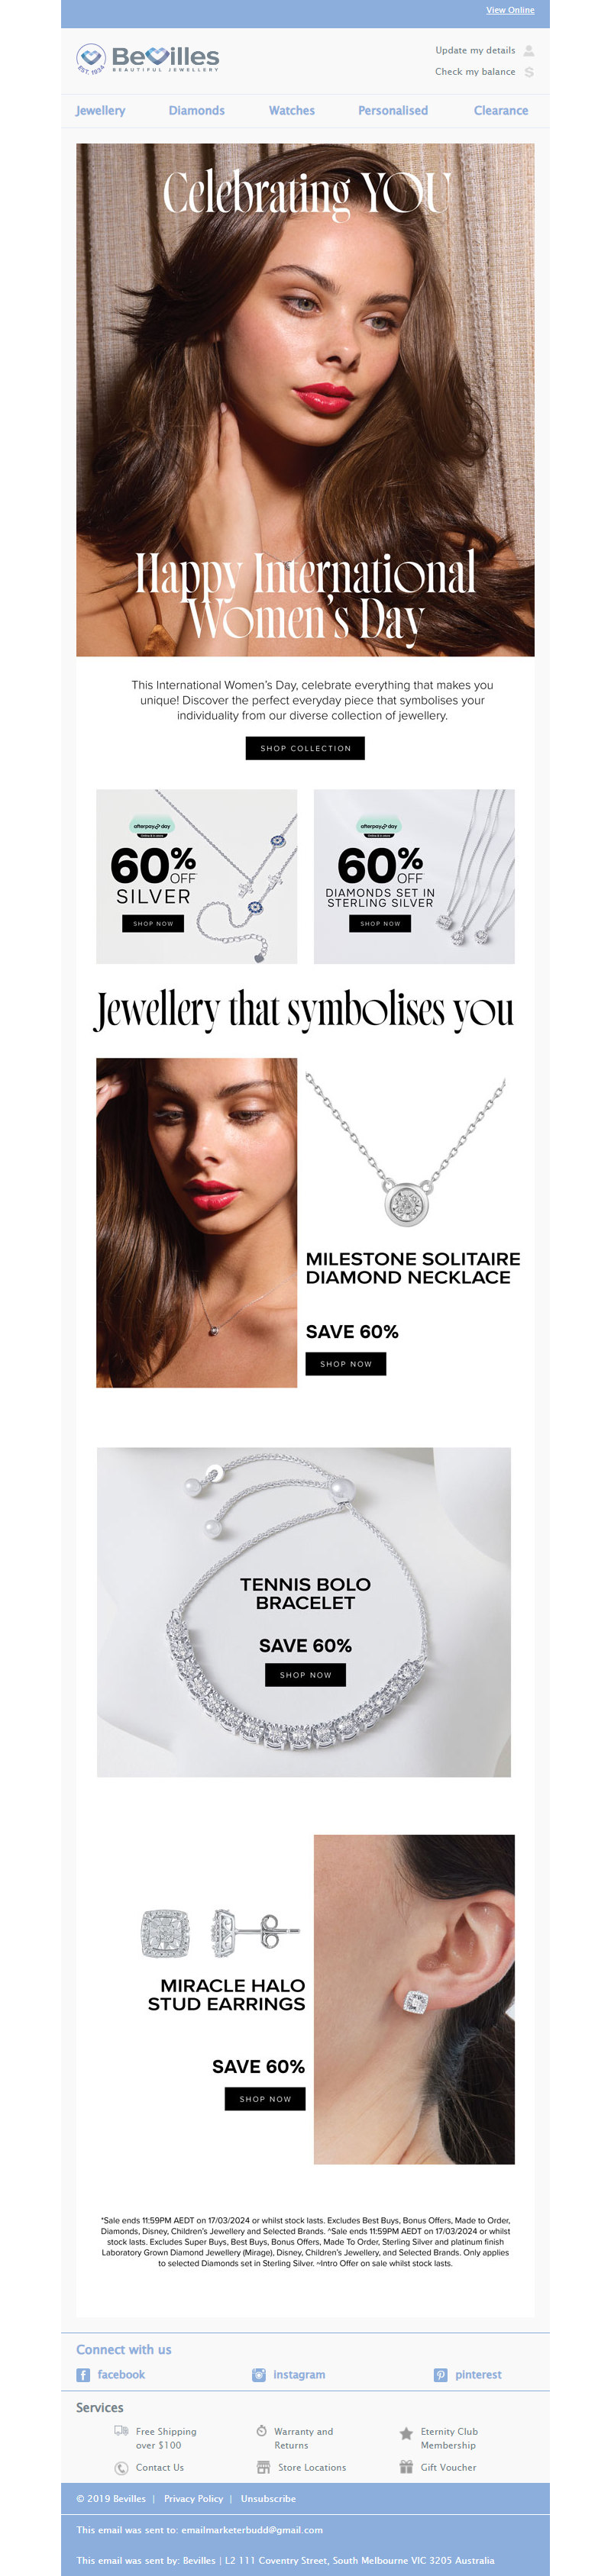 View Online
BeVilles
BEAUTIFUL JEWELLERY
EST. 1934
Update my details
Check my balance
S
Jewellery Diamonds Watches Personalised Clearance
Celebrating YOU
Happy International
Women's Day
This International Women's Day, celebrate everything that makes you
unique! Discover the perfect everyday piece that symbolises your
individuality from our diverse collection of jewellery.
SHOP COLLECTION
afterpay day
Online & in store
60% OFF
SILVER
SHOP NOW
afterpay day
Online & in store
60% OFF
DIAMONDS SET IN
STERLING SILVER
SHOP NOW
Jewellery that symbolises you
MILESTONE SOLITAIRE
DIAMOND NECKLACE
SAVE 60%
SHOP NOW
TENNIS BOLO
BRACELET
SAVE 60%
SHOP NOW
MIRACLE HALO
STUD EARRINGS
SAVE 60%
SHOP NOW
*Sale ends 11:59PM AEDT on 17/03/2024 or whilst stock lasts. Excludes Best Buys, Bonus Offers, Made to Order,
Diamonds, Disney, Children's Jewellery and Selected Brands. ^Sale ends 11:59PM AEDT on 17/03/2024 or whilst
stock lasts. Excludes Super Buys, Best Buys, Bonus Offers, Made To Order, Sterling Silver and platinum finish
Laboratory Grown Diamond Jewellery (Mirage), Disney, Children's Jewellery, and Selected Brands. Only applies
to selected Diamonds set in Sterling Silver. ~Intro Offer on sale whilst stock lasts.
Connect with us
facebook instagram pinterest
Services
Free Shipping
over $100
Warranty and
Returns
Eternity Club
Membership
Contact Us Store Locations Gift Voucher
© 2019 Bevilles | Privacy Policy | Unsubscribe
This email was sent to: emailmarketerbudd@gmail.com
This email was sent by: Bevilles | L2 111 Coventry Street, South Melbourne VIC 3205 Australia